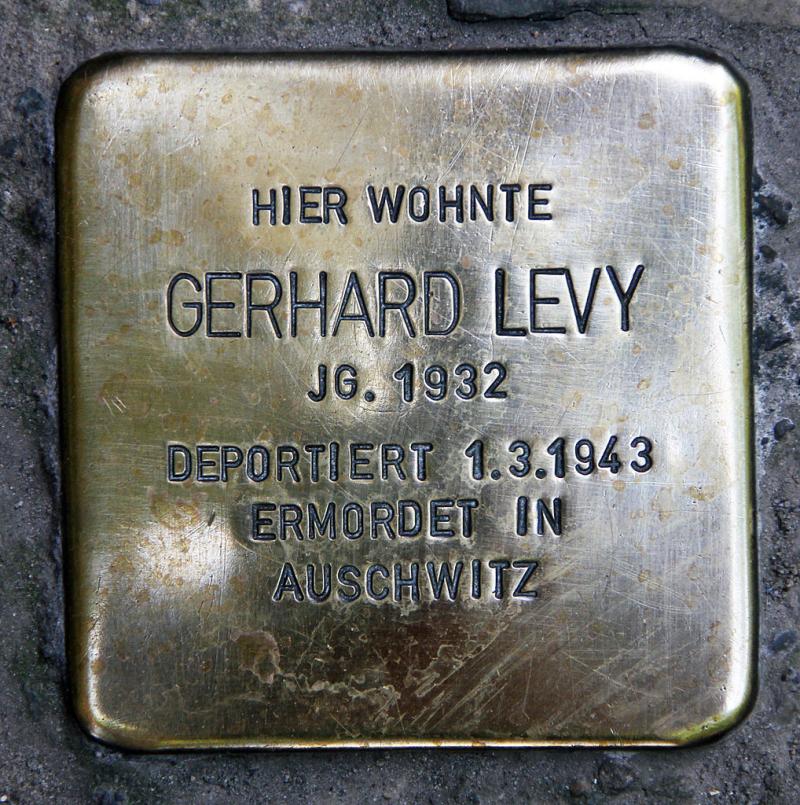 HIER WOHNTE
GERHARD LEVY
JG. 1932
DEPORTIERT 1.3.1943
ERMORDET IN
AUSCHWITZ